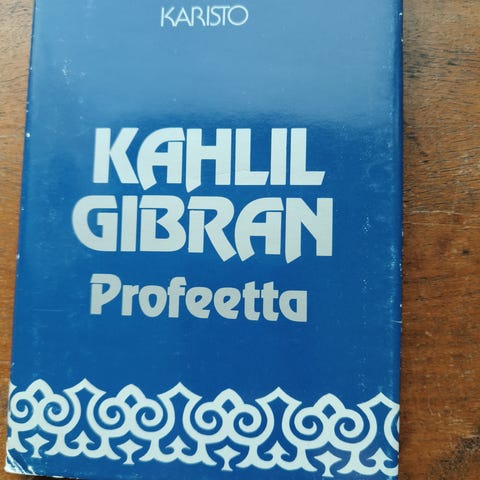 KARISTO
KAHLIL
GIBRAN
Profeetta